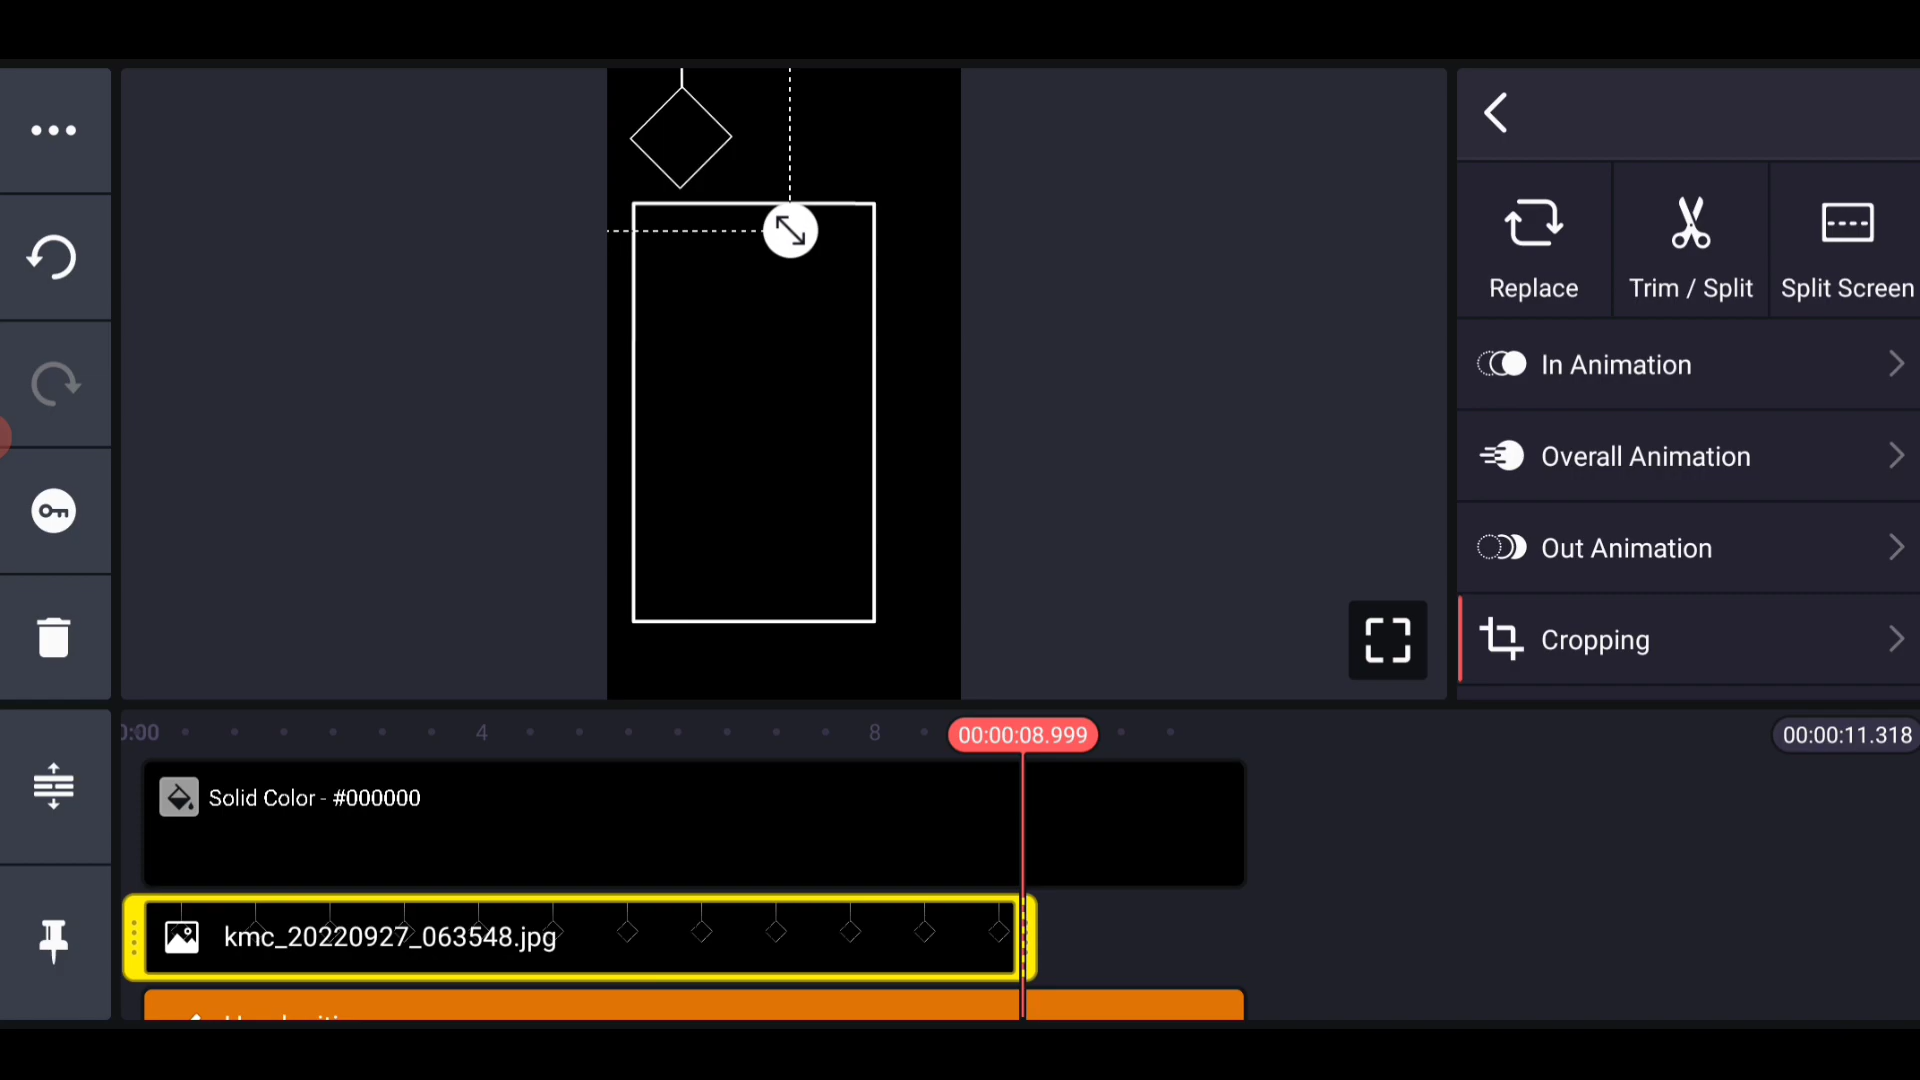 Replace
Trim / Split
Split Screen
In Animation
Overall Animation
Out Animation
Cropping
0:00
4
8
00:00:08.999
00:00:11.318
Solid Color - #000000
kmc_20220927_063548.jpg